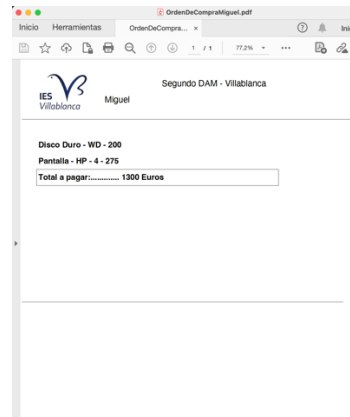 OrdenDeCompraMiguel.pdf
Inicio Herramientas OrdenDeCompra... × Ini
1 / 1 77,2%
IES
Villablanca
Miguel
Segundo DAM - Villablanca
Disco Duro - WD - 200
Pantalla - HP - 4 - 275
Total a pagar:............. 1300 Euros